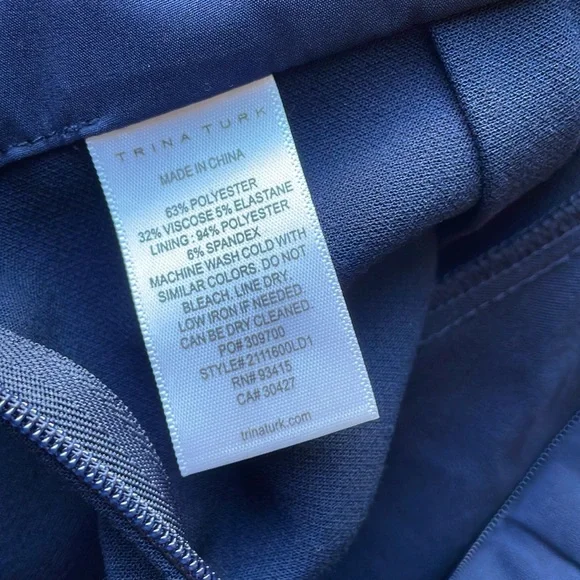 TRINA TURK
MADE IN CHINA
63% POLYESTER
32% VISCOSE 5% ELASTANE
LINING : 94% POLYESTER
6% SPANDEX
MACHINE WASH COLD WITH
SIMILAR COLORS. DO NOT
BLEACH. LINE DRY.
LOW IRON IF NEEDED.
CAN BE DRY CLEANED.
PO# 309700
STYLE# 2111600LD1
RN# 93415
CA# 30427
trinaturk.com